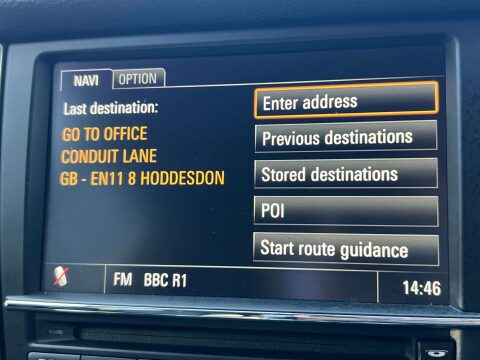 NAVI
OPTION
Last destination:
GO TO OFFICE
CONDUIT LANE
GB - EN11 8 HODDESDON
Enter address
Previous destinations
Stored destinations
POI
Start route guidance
FM BBC R1
14:46